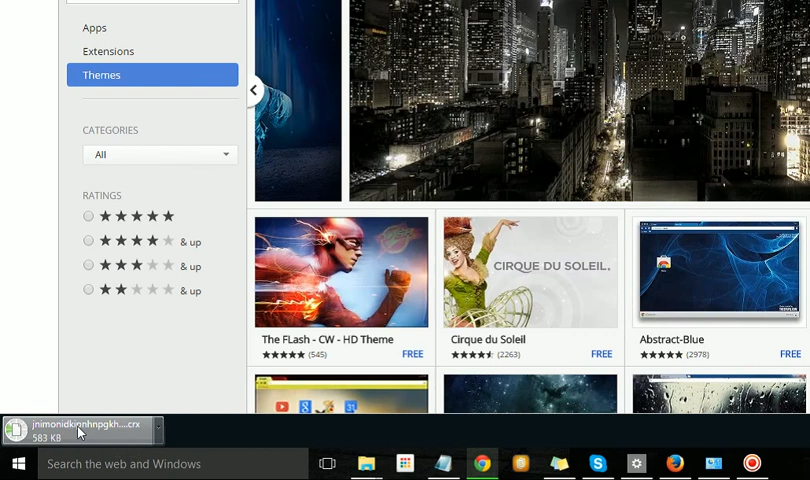 Apps
Extensions
Themes
CATEGORIES
All
RATINGS
& up
& up
& up
CIRQUE DU SOLEIL.
The FLash - CW - HD Theme
(545)
FREE
Cirque du Soleil
(2263)
FREE
Abstract-Blue
(2978)
FREE
583 KB
Search the web and Windows